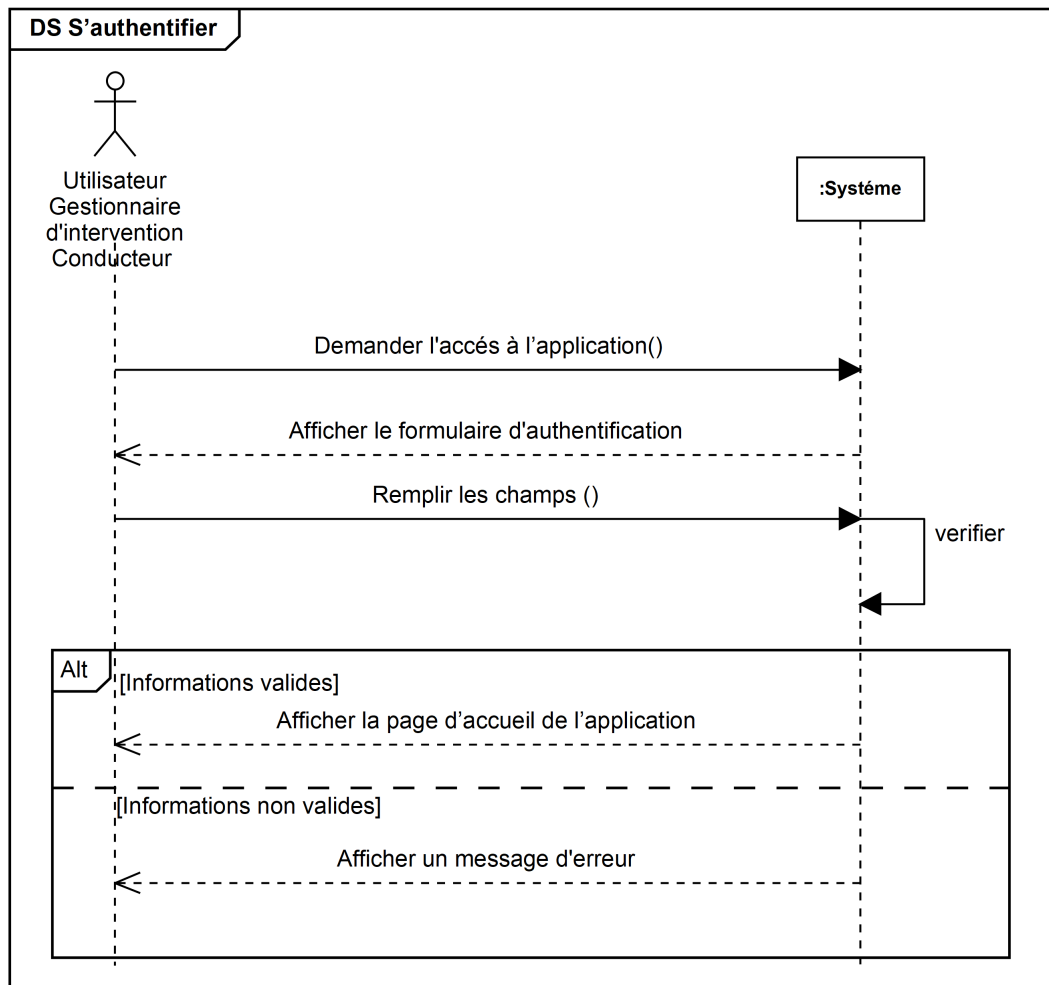 DS S’authentifier
Utilisateur
Gestionnaire
d'intervention
Conducteur
:Systéme
Demander l'accés à l’application()
Afficher le formulaire d'authentification
Remplir les champs ()
verifier
Alt
[Informations valides]
Afficher la page d’accueil de l’application
[Informations non valides]
Afficher un message d'erreur